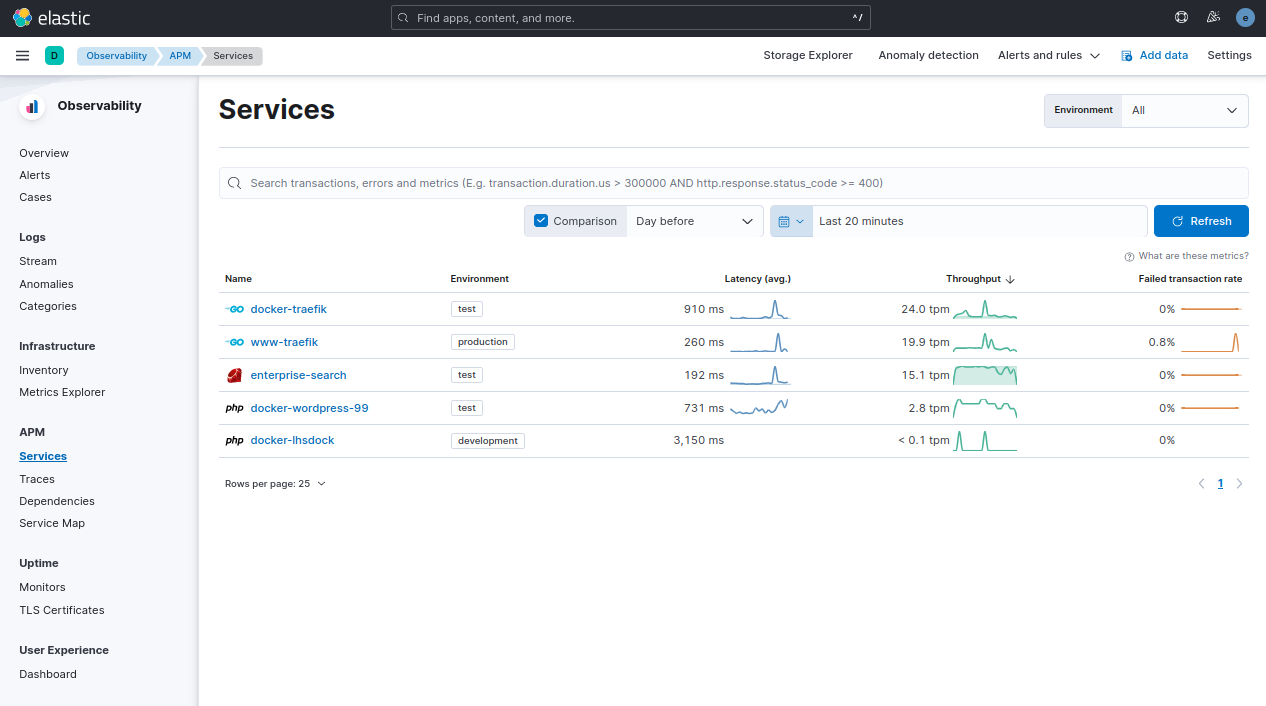 elastic
Find apps, content, and more.
^/
e
D
Observability
APM
Services
Storage Explorer
Anomaly detection
Alerts and rules
Add data
Settings
Observability
Overview
Alerts
Cases
Logs
Stream
Anomalies
Categories
Infrastructure
Inventory
Metrics Explorer
APM
Services
Traces
Dependencies
Service Map
Uptime
Monitors
TLS Certificates
User Experience
Dashboard
Services
Environment
All
Search transactions, errors and metrics (E.g. transaction.duration.us > 300000 AND http.response.status_code >= 400)
Comparison
Day before
Last 20 minutes
Refresh
What are these metrics?
Name Environment Latency (avg.) Throughput Failed transaction rate
GO docker-traefik test 910 ms 24.0 tpm 0%
GO www-traefik production 260 ms 19.9 tpm 0.8%
enterprise-search test 192 ms 15.1 tpm 0%
php docker-wordpress-99 test 731 ms 2.8 tpm 0%
php docker-lhsdock development 3,150 ms < 0.1 tpm 0%
Rows per page: 25
1